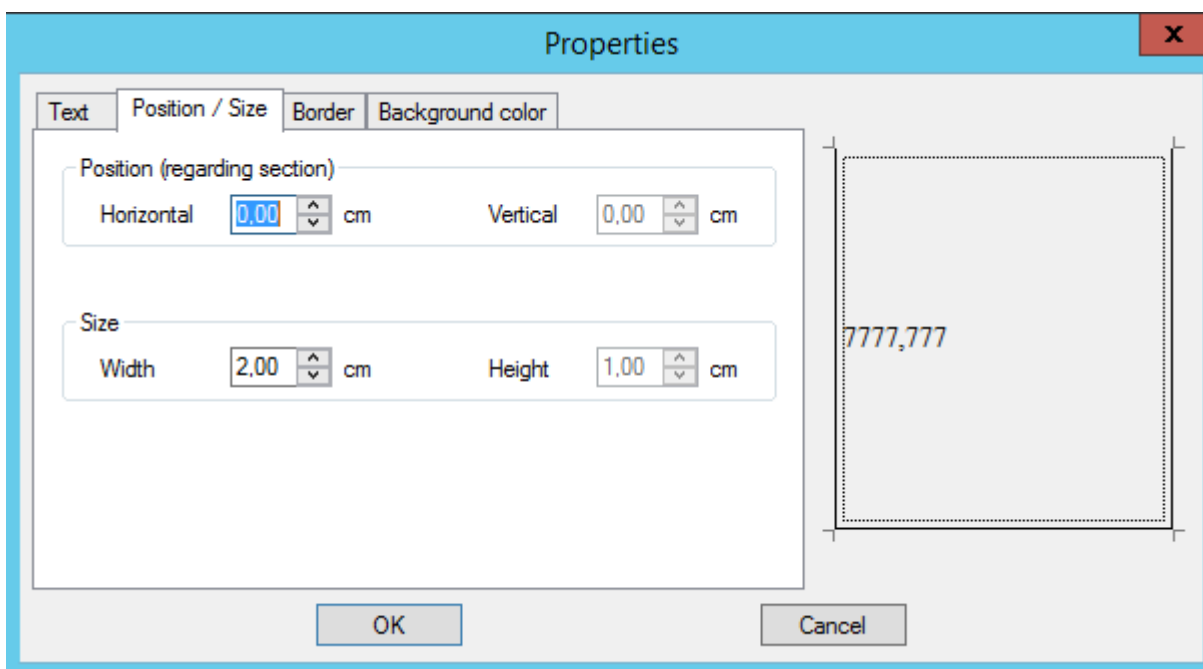 Properties
x
Text Position / Size Border Background color
Position (regarding section)
Horizontal 0,00 cm Vertical 0,00 cm
Size
Width 2,00 cm Height 1,00 cm
7777,777
OK Cancel